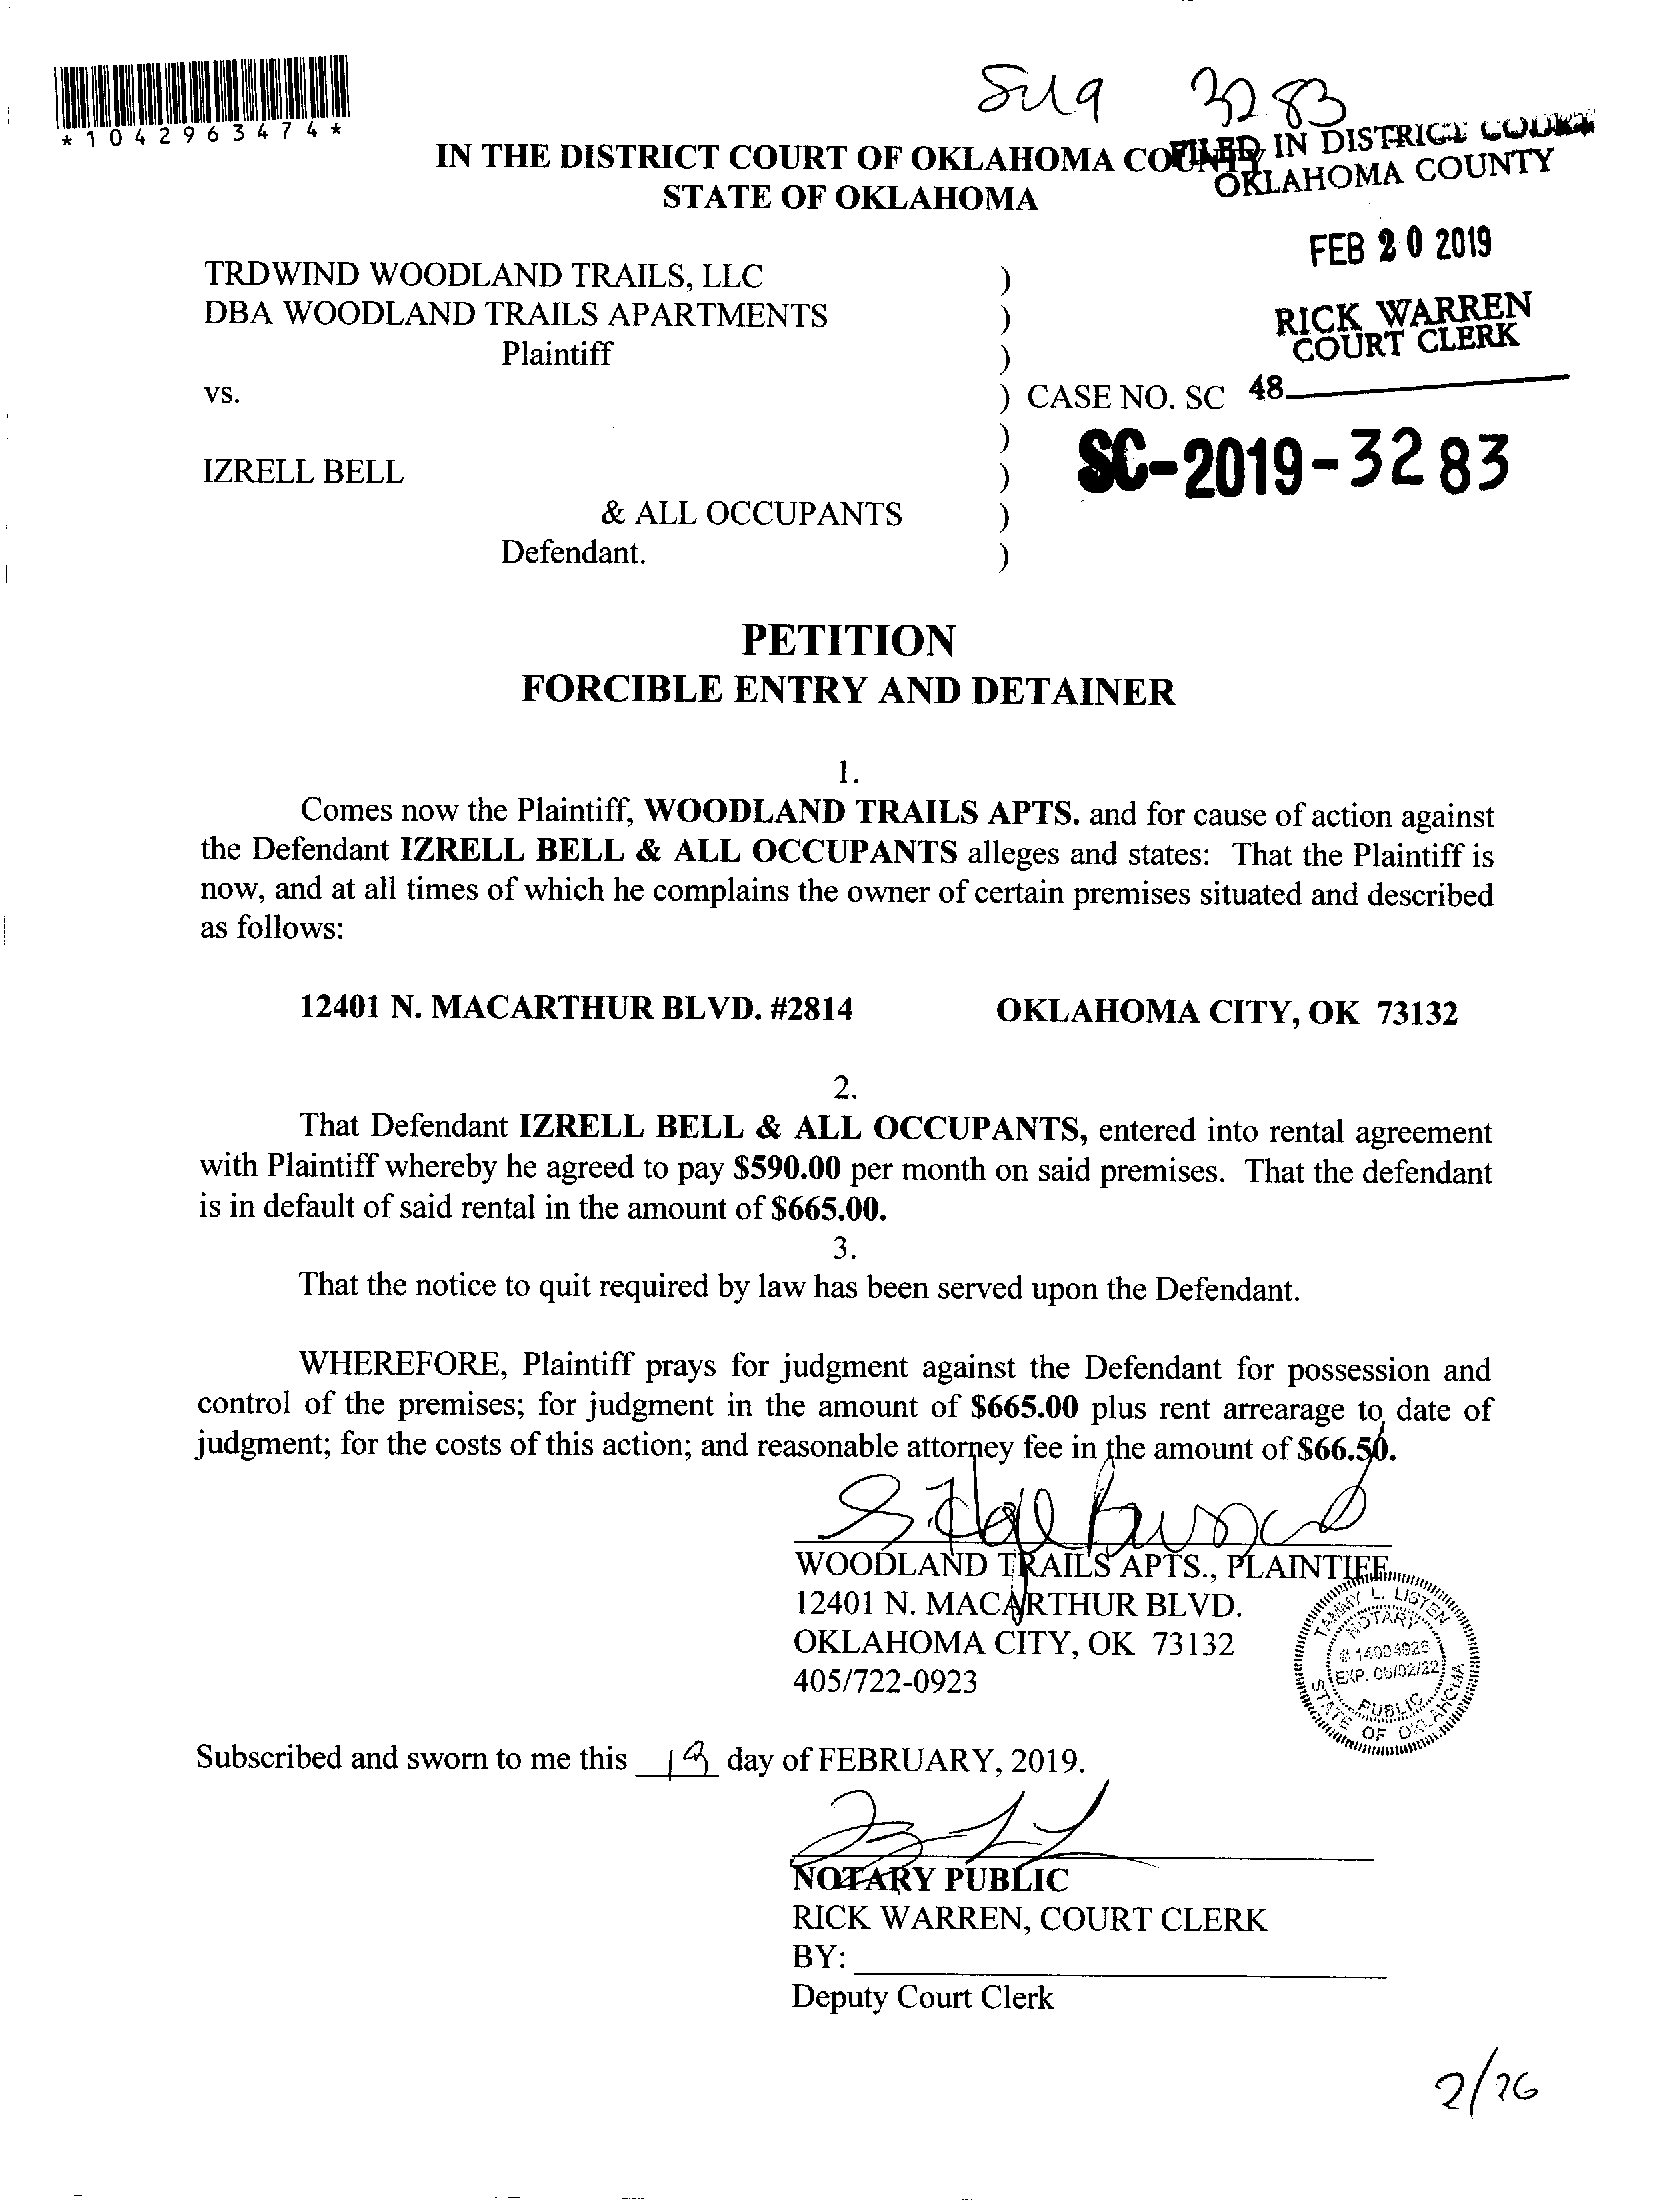 *1042963474*
3283
IN THE DISTRICT COURT OF OKLAHOMA COUNTY
STATE OF OKLAHOMA
FILED IN DISTRICT COURT
OKLAHOMA COUNTY
FEB 20 2019
RICK WARREN
COURT CLERK
48
TRDWIND WOODLAND TRAILS, LLC )
DBA WOODLAND TRAILS APARTMENTS )
Plaintiff )
vs. ) CASE NO. SC
)
IZRELL BELL ) SC-2019-3283
& ALL OCCUPANTS )
Defendant. )
PETITION
FORCIBLE ENTRY AND DETAINER
1.
Comes now the Plaintiff, WOODLAND TRAILS APTS. and for cause of action against
the Defendant IZRELL BELL & ALL OCCUPANTS alleges and states: That the Plaintiff is
now, and at all times of which he complains the owner of certain premises situated and described
as follows:
12401 N. MACARTHUR BLVD. #2814 OKLAHOMA CITY, OK 73132
2.
That Defendant IZRELL BELL & ALL OCCUPANTS, entered into rental agreement
with Plaintiff whereby he agreed to pay $590.00 per month on said premises. That the defendant
is in default of said rental in the amount of $665.00.
3.
That the notice to quit required by law has been served upon the Defendant.
WHEREFORE, Plaintiff prays for judgment against the Defendant for possession and
control of the premises; for judgment in the amount of $665.00 plus rent arrearage to date of
judgment; for the costs of this action; and reasonable attorney fee in the amount of $66.50.
WOODLAND TRAILS APTS., PLAINTIFF
12401 N. MACARTHUR BLVD.
OKLAHOMA CITY, OK 73132
405/722-0923
TAMMY L. LISTEN
NOTARY
# 14004926
EXP. 05/02/22
PUBLIC
STATE OF OKLAHOMA
Subscribed and sworn to me this 19 day of FEBRUARY, 2019.
NOTARY PUBLIC
RICK WARREN, COURT CLERK
BY:
Deputy Court Clerk
2/26